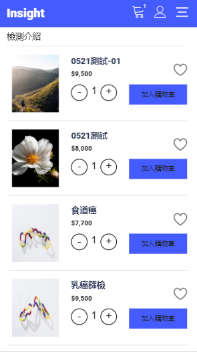 Insight
1
檢測介紹
0521測試-01
$9,500
- 1 +
加入購物車
0521測試
$8,000
- 1 +
加入購物車
食道癌
$7,700
- 1 +
加入購物車
乳癌篩檢
$9,500
- 1 +
加入購物車